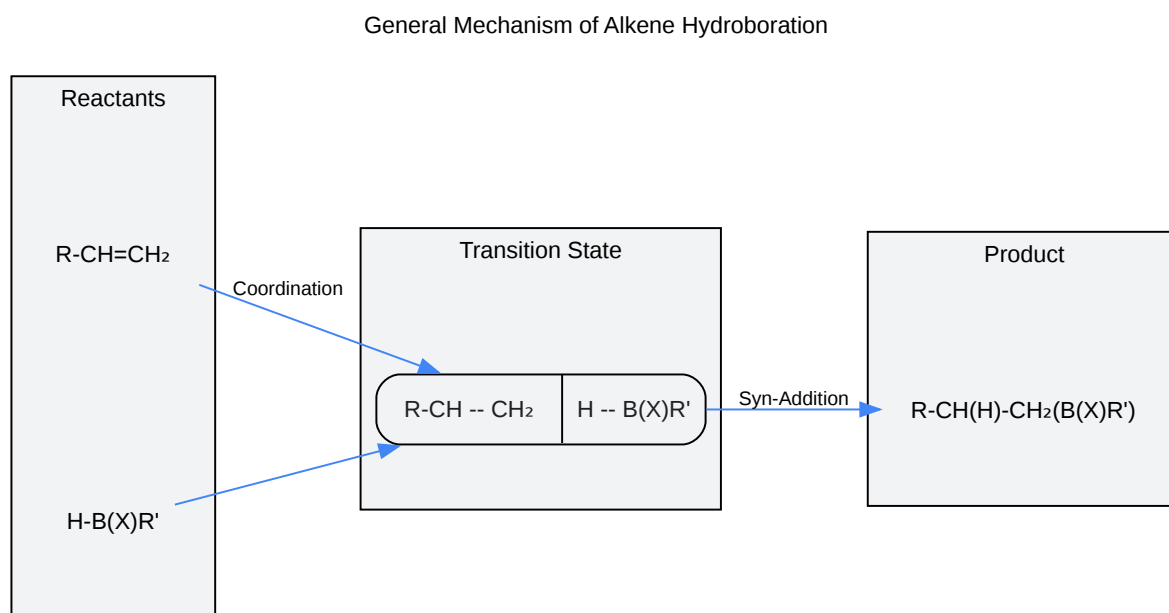 General Mechanism of Alkene Hydroboration
Reactants
R-CH=CH₂
H-B(X)R'
Coordination
Transition State
R-CH -- CH₂
H -- B(X)R'
Syn-Addition
Product
R-CH(H)-CH₂(B(X)R')